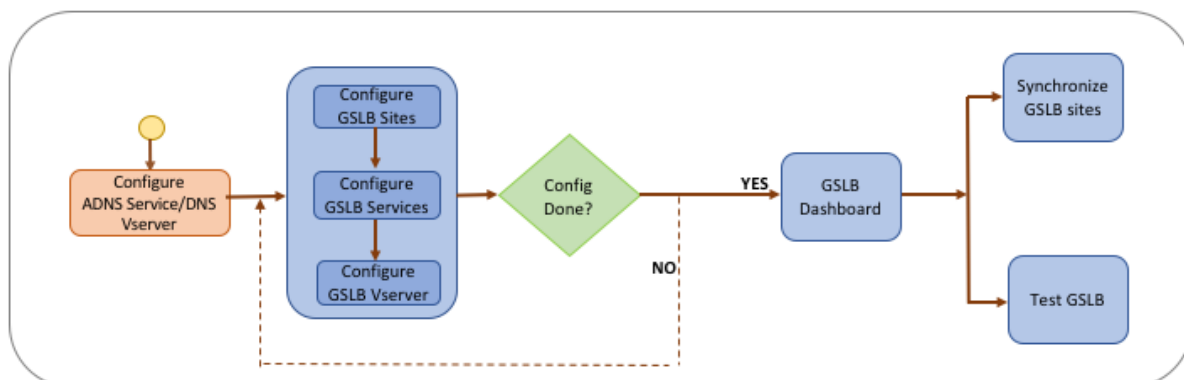 Configure
ADNS Service/DNS
Vserver
Configure
GSLB Sites
Configure
GSLB Services
Configure
GSLB Vserver
Config
Done?
YES
NO
GSLB
Dashboard
Synchronize
GSLB sites
Test GSLB